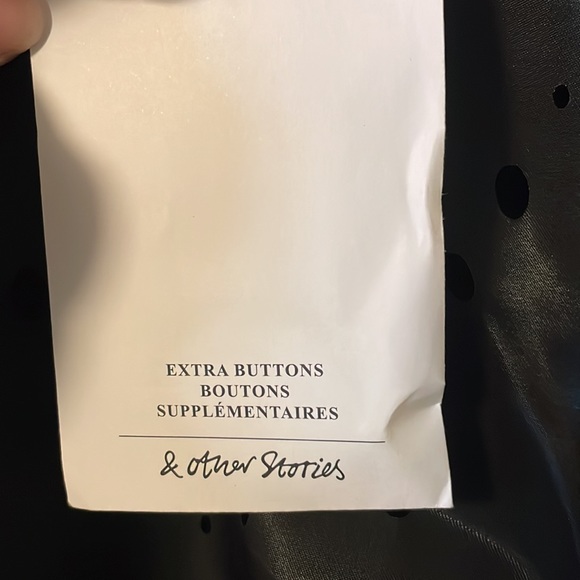 EXTRA BUTTONS
BOUTONS
SUPPLÉMENTAIRES
& other Stories